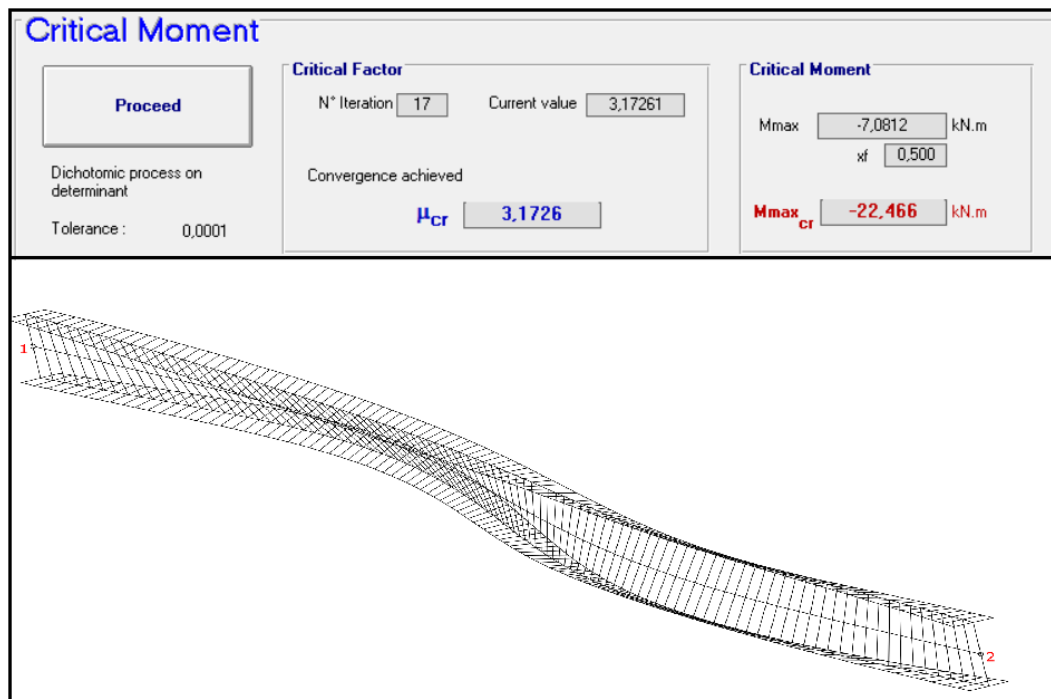 Critical Moment
Proceed
Dichotomic process on
determinant
Tolerance : 0,0001
Critical Factor
N° Iteration 17 Current value 3,17261
Convergence achieved
μcr 3,1726
Critical Moment
Mmax -7,0812 kN.m
xf 0,500
Mmaxcr -22,466 kN.m
1
2